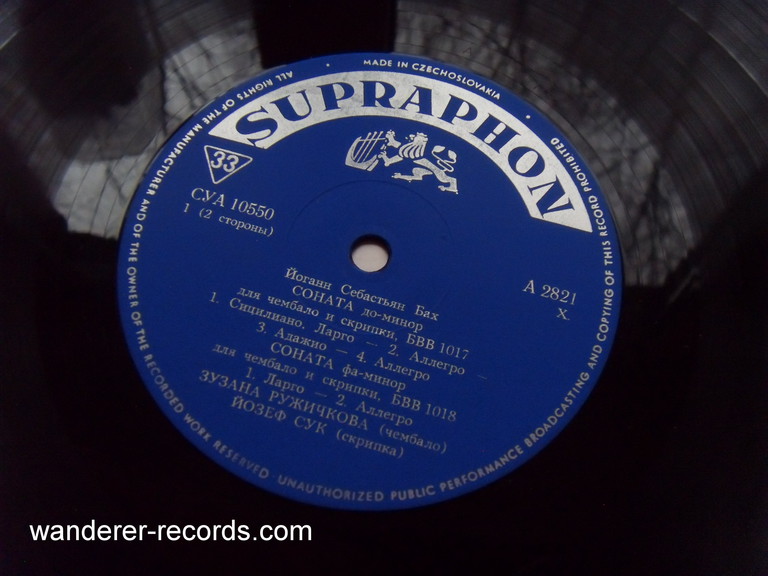 MADE IN CZECHOSLOVAKIA
SUPRAPHON
33
СУА 10550
1 (2 стороны)
А 2821
X.
Йоганн Себастьян Бах
СОНАТА до-минор
для чембало и скрипки, БВВ 1017
1. Сицилиано. Ларго — 2. Аллегро —
3. Адажио — 4. Аллегро
СОНАТА фа-минор
для чембало и скрипки, БВВ 1018
1. Ларго — 2. Аллегро
ЗУЗАНА РУЖИЧКОВА (чембало)
ЙОЗЕФ СУК (скрипка)
ALL RIGHTS OF THE MANUFACTURER AND OF THE OWNER OF THE RECORDED WORK RESERVED · UNAUTHORIZED PUBLIC PERFORMANCE BROADCASTING AND COPYING OF THIS RECORD PROHIBITED
wanderer-records.com